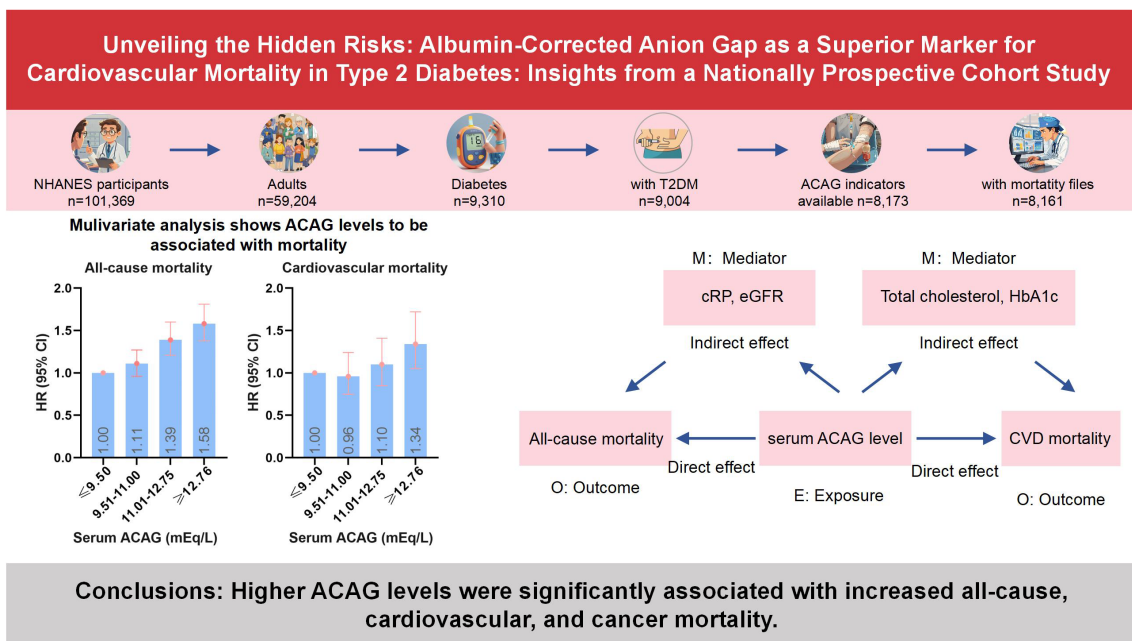 Unveiling the Hidden Risks: Albumin-Corrected Anion Gap as a Superior Marker for
Cardiovascular Mortality in Type 2 Diabetes: Insights from a Nationally Prospective Cohort Study
NHANES participants
n=101,369
Adults
n=59,204
16
Diabetes
n=9,310
with T2DM
n=9,004
ACAG indicators
available n=8,173
with mortatity files
n=8,161
Mulivariate analysis shows ACAG levels to be
associated with mortality
All-cause mortality
HR (95% CI)
2.0
1.5
1.0
0.5
0.0
1.00
1.11
1.39
1.58
≤9.50
9.51-11.00
11.01-12.75
≥12.76
Serum ACAG (mEq/L)
Cardiovascular mortality
HR (95% CI)
2.0
1.5
1.0
0.5
0.0
1.00
0.96
1.10
1.34
≤9.50
9.51-11.00
11.01-12.75
≥12.76
Serum ACAG (mEq/L)
M: Mediator
cRP, eGFR
Indirect effect
M: Mediator
Total cholesterol, HbA1c
Indirect effect
All-cause mortality
O: Outcome
Direct effect
serum ACAG level
E: Exposure
Direct effect
CVD mortality
O: Outcome
Conclusions: Higher ACAG levels were significantly associated with increased all-cause,
cardiovascular, and cancer mortality.